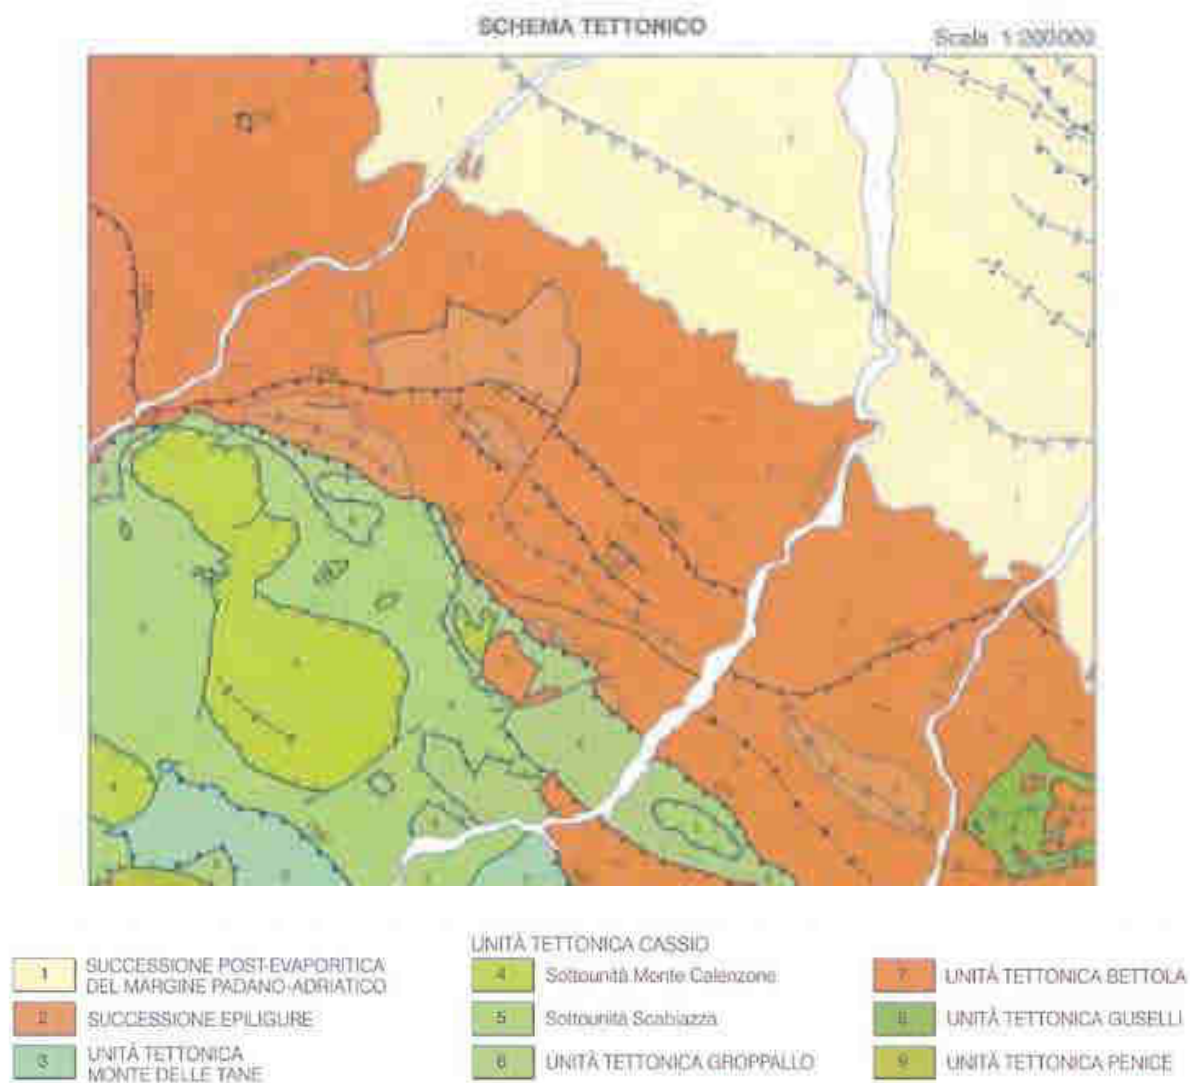 SCHEMA TETTONICO
Scala 1:200000
UNITÀ TETTONICA CASSIO
1 SUCCESSIONE POST-EVAPORITICA
DEL MARGINE PADANO-ADRIATICO
4 Sottounità Monte Calenzone
7 UNITÀ TETTONICA BETTOLA
2 SUCCESSIONE EPILIGURE
5 Sottounità Scabiazza
8 UNITÀ TETTONICA GUSELLI
3 UNITÀ TETTONICA
MONTE DELLE TANE
6 UNITÀ TETTONICA GROPPALLO
9 UNITÀ TETTONICA PENICE